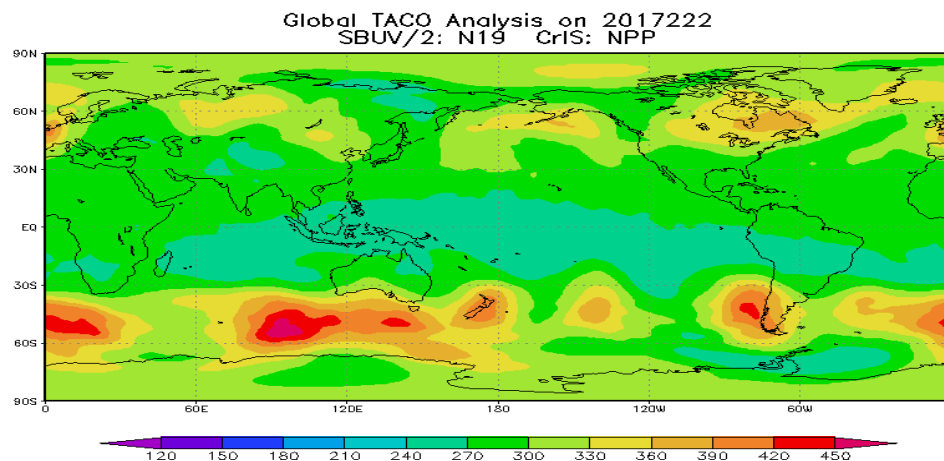 Global TACO Analysis on 2017222
SBUV/2: N19 CrIS: NPP
90N
60N
30N
EQ
30S
60S
90S
0 60E 120E 180 120W 60W
120 150 180 210 240 270 300 330 360 390 420 450